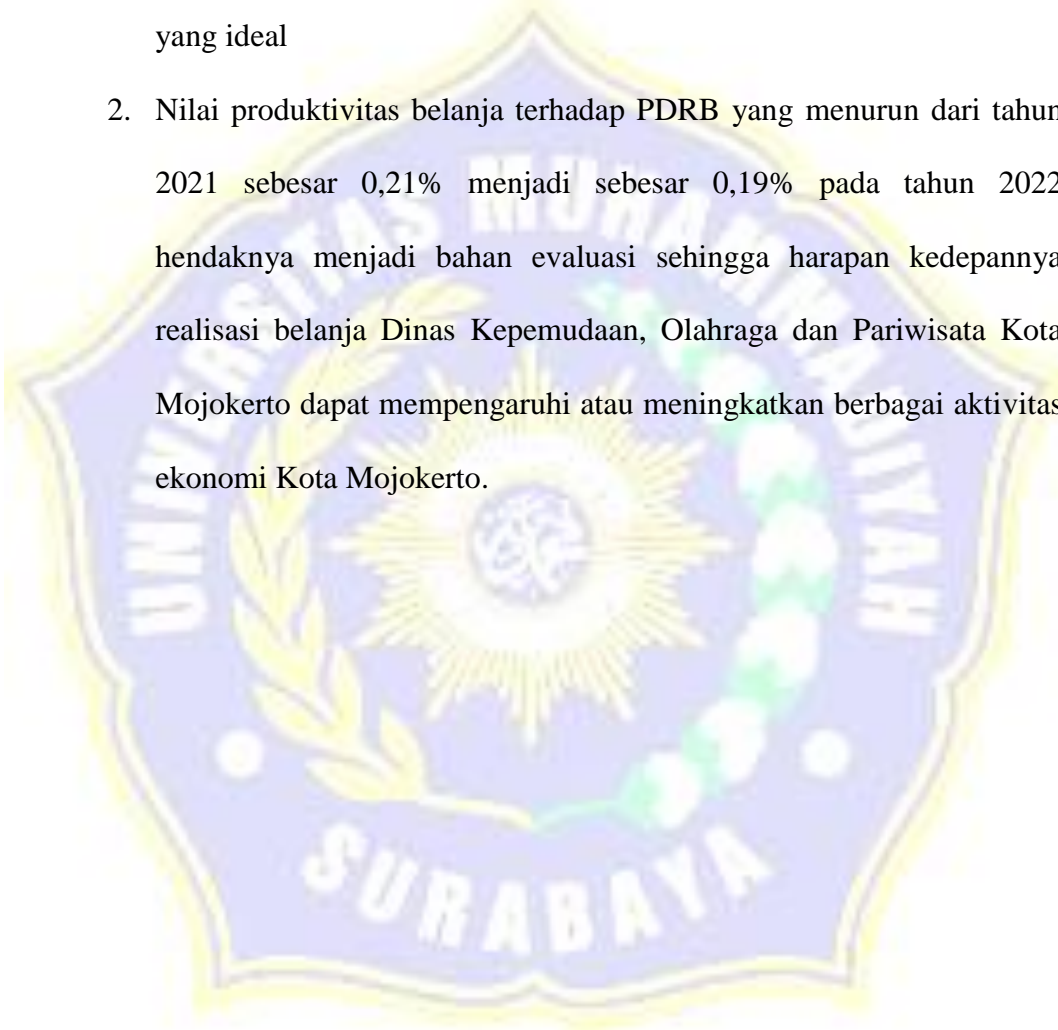 yang ideal
2. Nilai produktivitas belanja terhadap PDRB yang menurun dari tahun
2021 sebesar 0,21% menjadi sebesar 0,19% pada tahun 2022
hendaknya menjadi bahan evaluasi sehingga harapan kedepannya
realisasi belanja Dinas Kepemudaan, Olahraga dan Pariwisata Kota
Mojokerto dapat mempengaruhi atau meningkatkan berbagai aktivitas
ekonomi Kota Mojokerto.
UNIVERSITAS MUHAMMADIYAH
SURABAYA